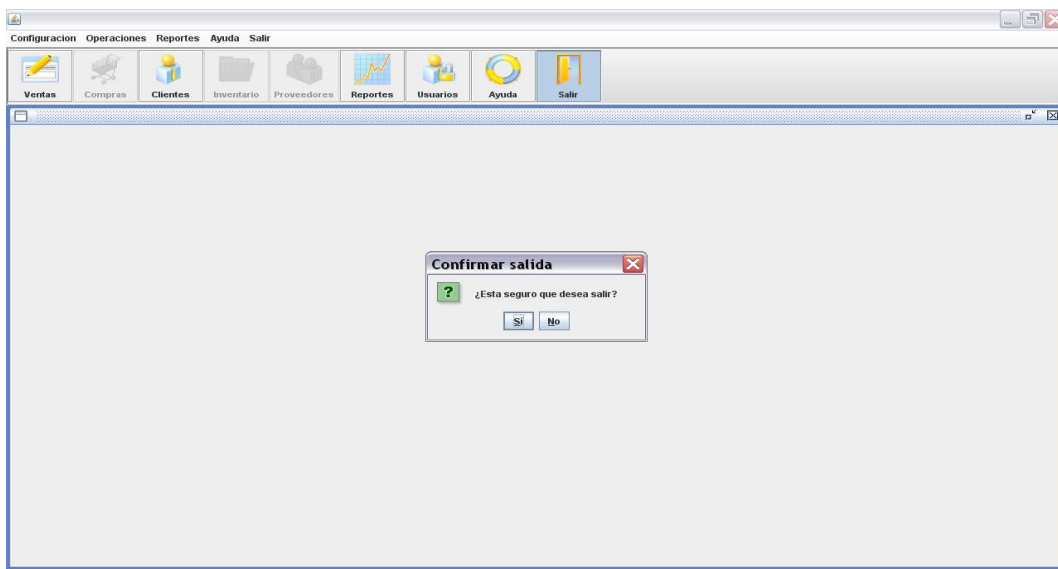 Configuracion Operaciones Reportes Ayuda Salir
Ventas Compras Clientes Inventario Proveedores Reportes Usuarios Ayuda Salir
Confirmar salida
? ¿Esta seguro que desea salir?
Sí No